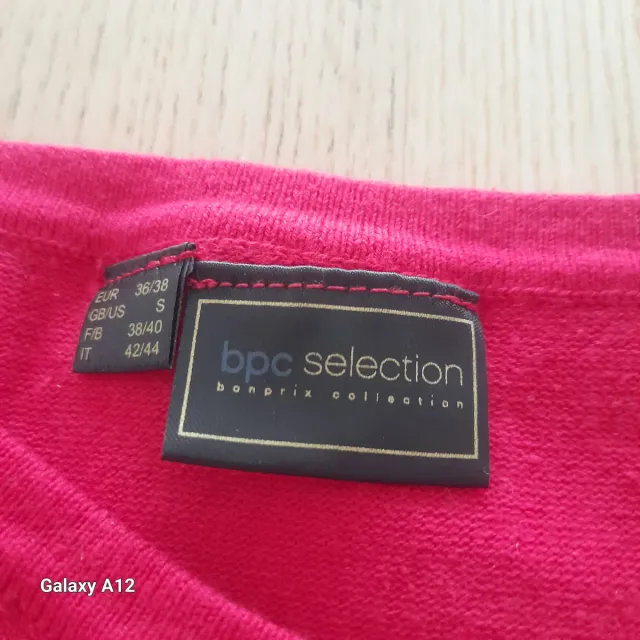 EUR 36/38
GB/US S
F/B 38/40
IT 42/44
bpc selection
bonprix collection
Galaxy A12